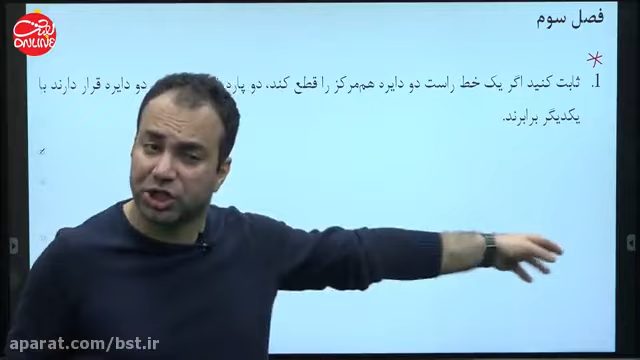 فصل سوم
1. ثابت کنید اگر یک خط راست دو دایره هم‌مرکز را قطع کند، دو پاره دو دایره قرار دارند با
یکدیگر برابرند.
ONLINE
aparat.com/bst.ir